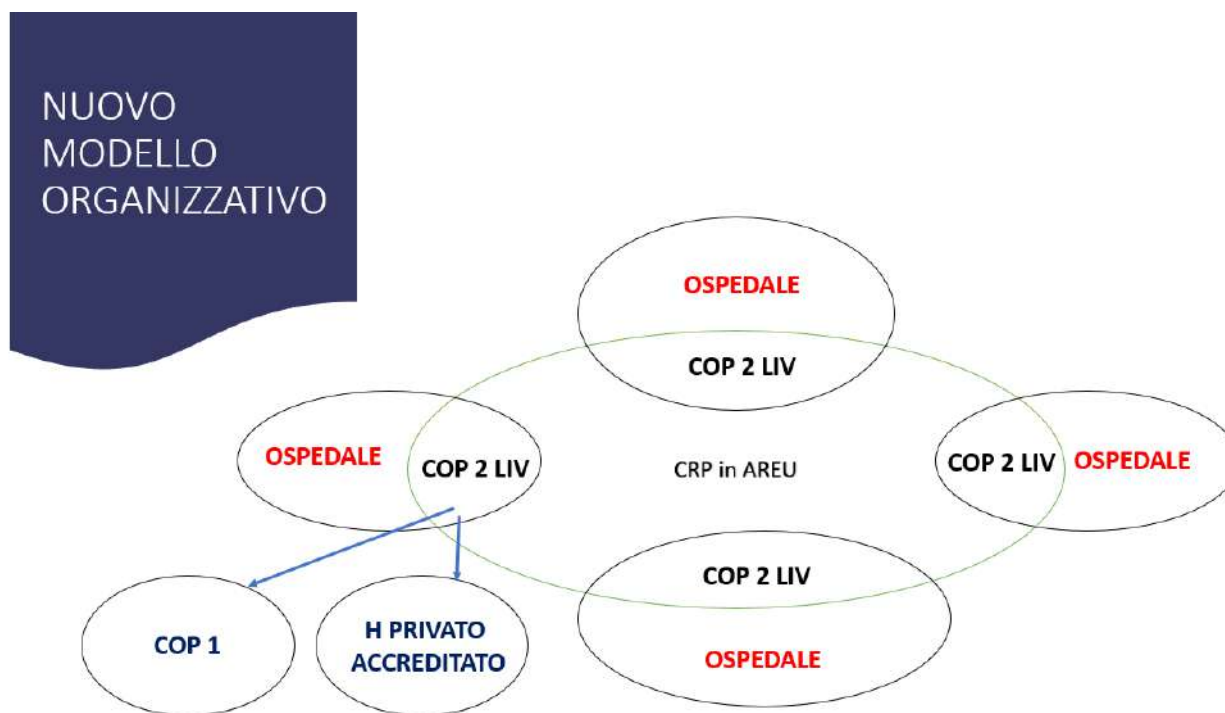 NUOVO
MODELLO
ORGANIZZATIVO
OSPEDALE
COP 2 LIV
OSPEDALE
COP 2 LIV
CRP in AREU
COP 2 LIV
OSPEDALE
COP 2 LIV
OSPEDALE
COP 1
H PRIVATO
ACCREDITATO